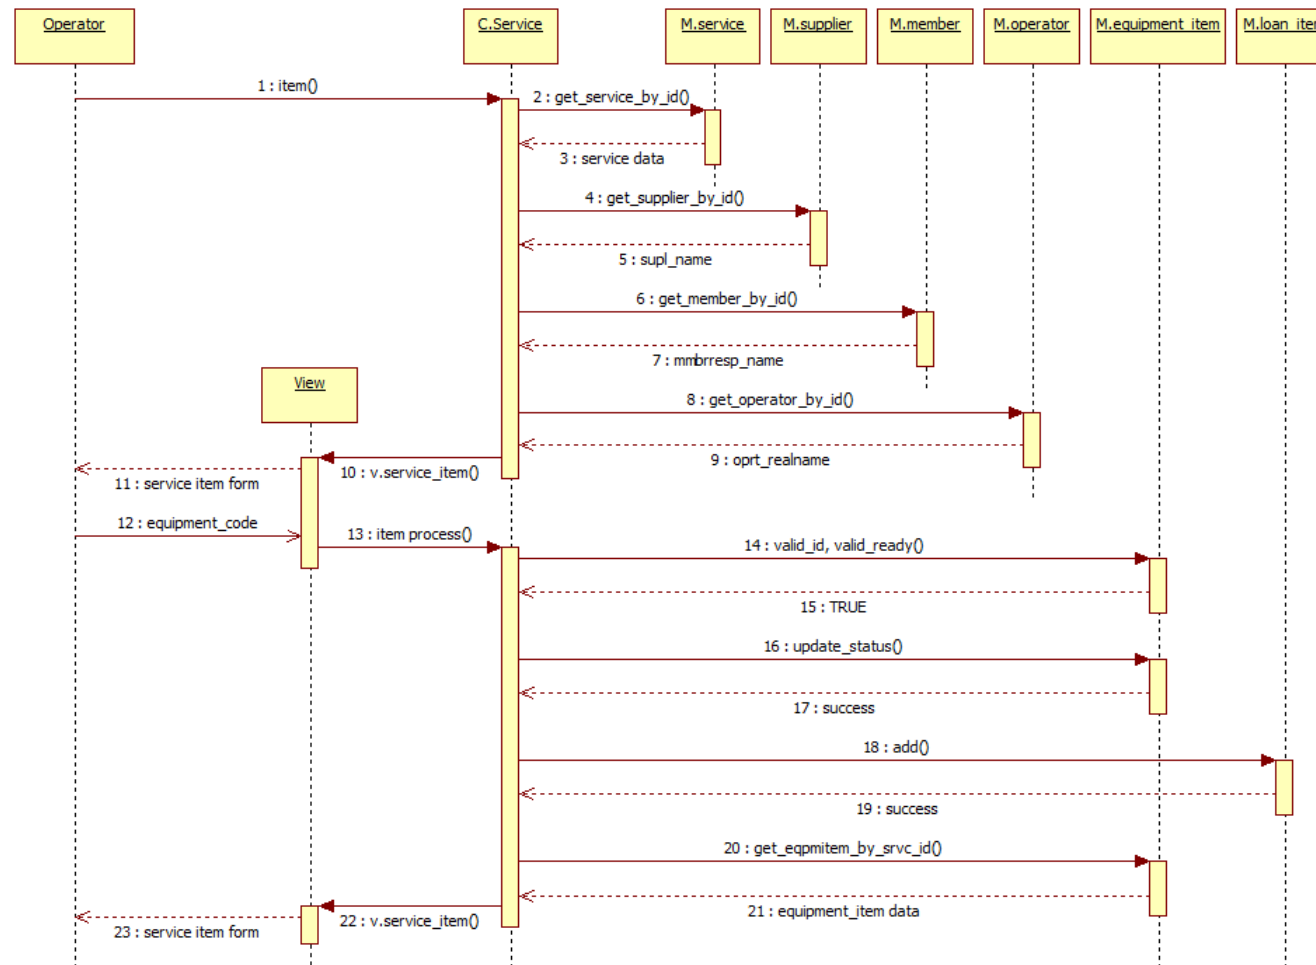 Operator
C.Service
M.service
M.supplier
M.member
M.operator
M.equipment_item
M.loan_item
1 : item()
2 : get_service_by_id()
3 : service data
4 : get_supplier_by_id()
5 : supl_name
6 : get_member_by_id()
7 : mmbrresp_name
View
8 : get_operator_by_id()
9 : oprt_realname
10 : v.service_item()
11 : service item form
12 : equipment_code
13 : item process()
14 : valid_id, valid_ready()
15 : TRUE
16 : update_status()
17 : success
18 : add()
19 : success
20 : get_eqpmitem_by_srvc_id()
21 : equipment_item data
22 : v.service_item()
23 : service item form